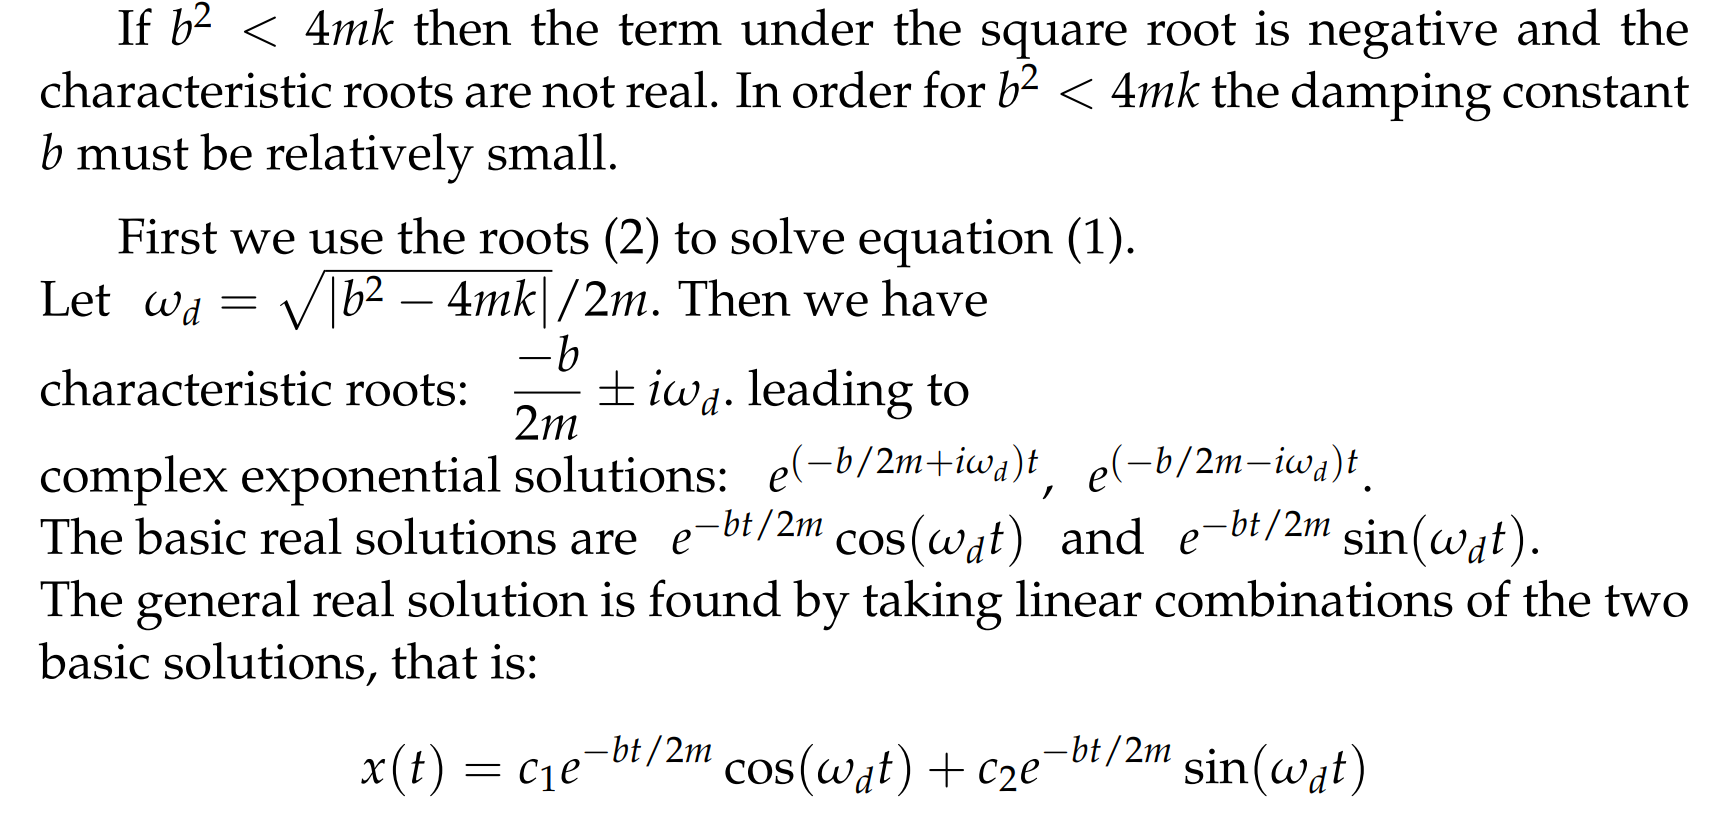 If b² < 4mk then the term under the square root is negative and the
characteristic roots are not real. In order for b² < 4mk the damping constant
b must be relatively small.
First we use the roots (2) to solve equation (1).
Let ω_d = √|b² − 4mk|/2m. Then we have
characteristic roots: −b/2m ± iω_d. leading to
complex exponential solutions: e^(−b/2m+iω_d)t, e^(−b/2m−iω_d)t.
The basic real solutions are e^−bt/2m cos(ω_d t) and e^−bt/2m sin(ω_d t).
The general real solution is found by taking linear combinations of the two
basic solutions, that is:
x(t) = c₁e^−bt/2m cos(ω_d t) + c₂e^−bt/2m sin(ω_d t)